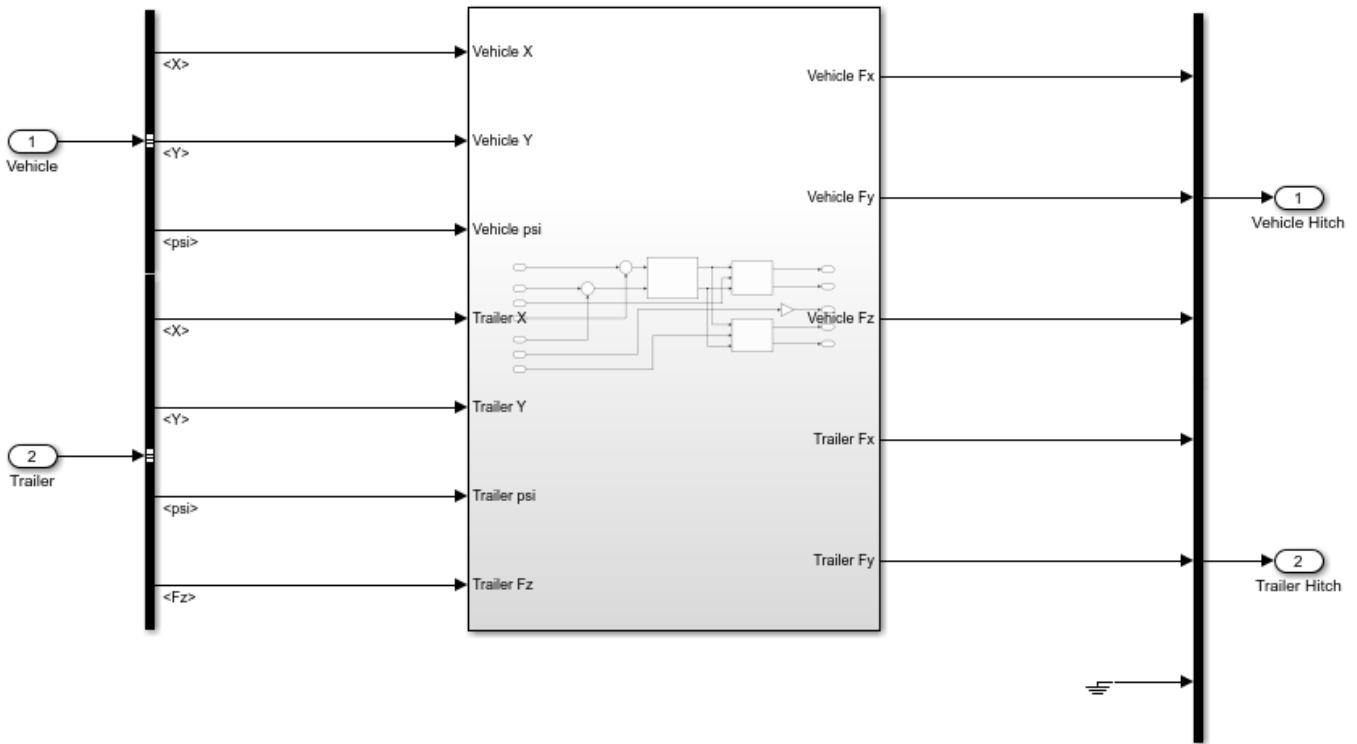 1
Vehicle
2
Trailer
<X>
<Y>
<psi>
<X>
<Y>
<psi>
<Fz>
Vehicle X
Vehicle Y
Vehicle psi
Trailer X
Trailer Y
Trailer psi
Trailer Fz
Vehicle Fx
Vehicle Fy
Vehicle Fz
Trailer Fx
Trailer Fy
1
Vehicle Hitch
2
Trailer Hitch